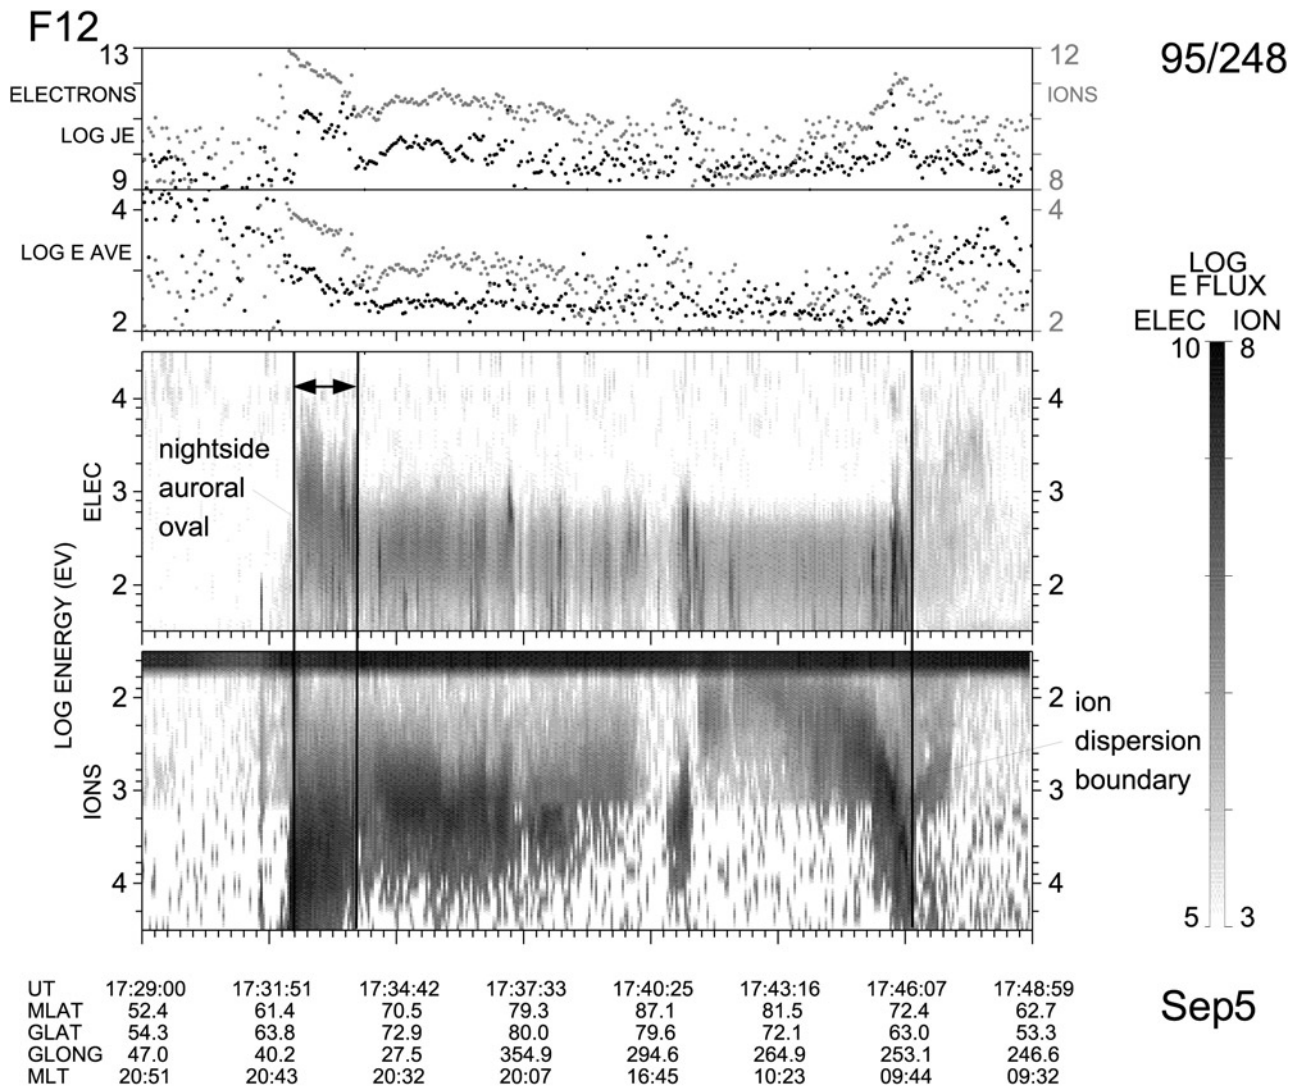 F12
95/248
13
12
ELECTRONS
IONS
LOG JE
9
8
4
4
LOG E AVE
2
2
LOG
E FLUX
ELEC ION
10 8
5 3
4
4
nightside
auroral
oval
3
3
ELEC
2
2
LOG ENERGY (EV)
2
2
ion
dispersion
boundary
3
3
IONS
4
4
UT 17:29:00 17:31:51 17:34:42 17:37:33 17:40:25 17:43:16 17:46:07 17:48:59
MLAT 52.4 61.4 70.5 79.3 87.1 81.5 72.4 62.7
GLAT 54.3 63.8 72.9 80.0 79.6 72.1 63.0 53.3
GLONG 47.0 40.2 27.5 354.9 294.6 264.9 253.1 246.6
MLT 20:51 20:43 20:32 20:07 16:45 10:23 09:44 09:32
Sep5